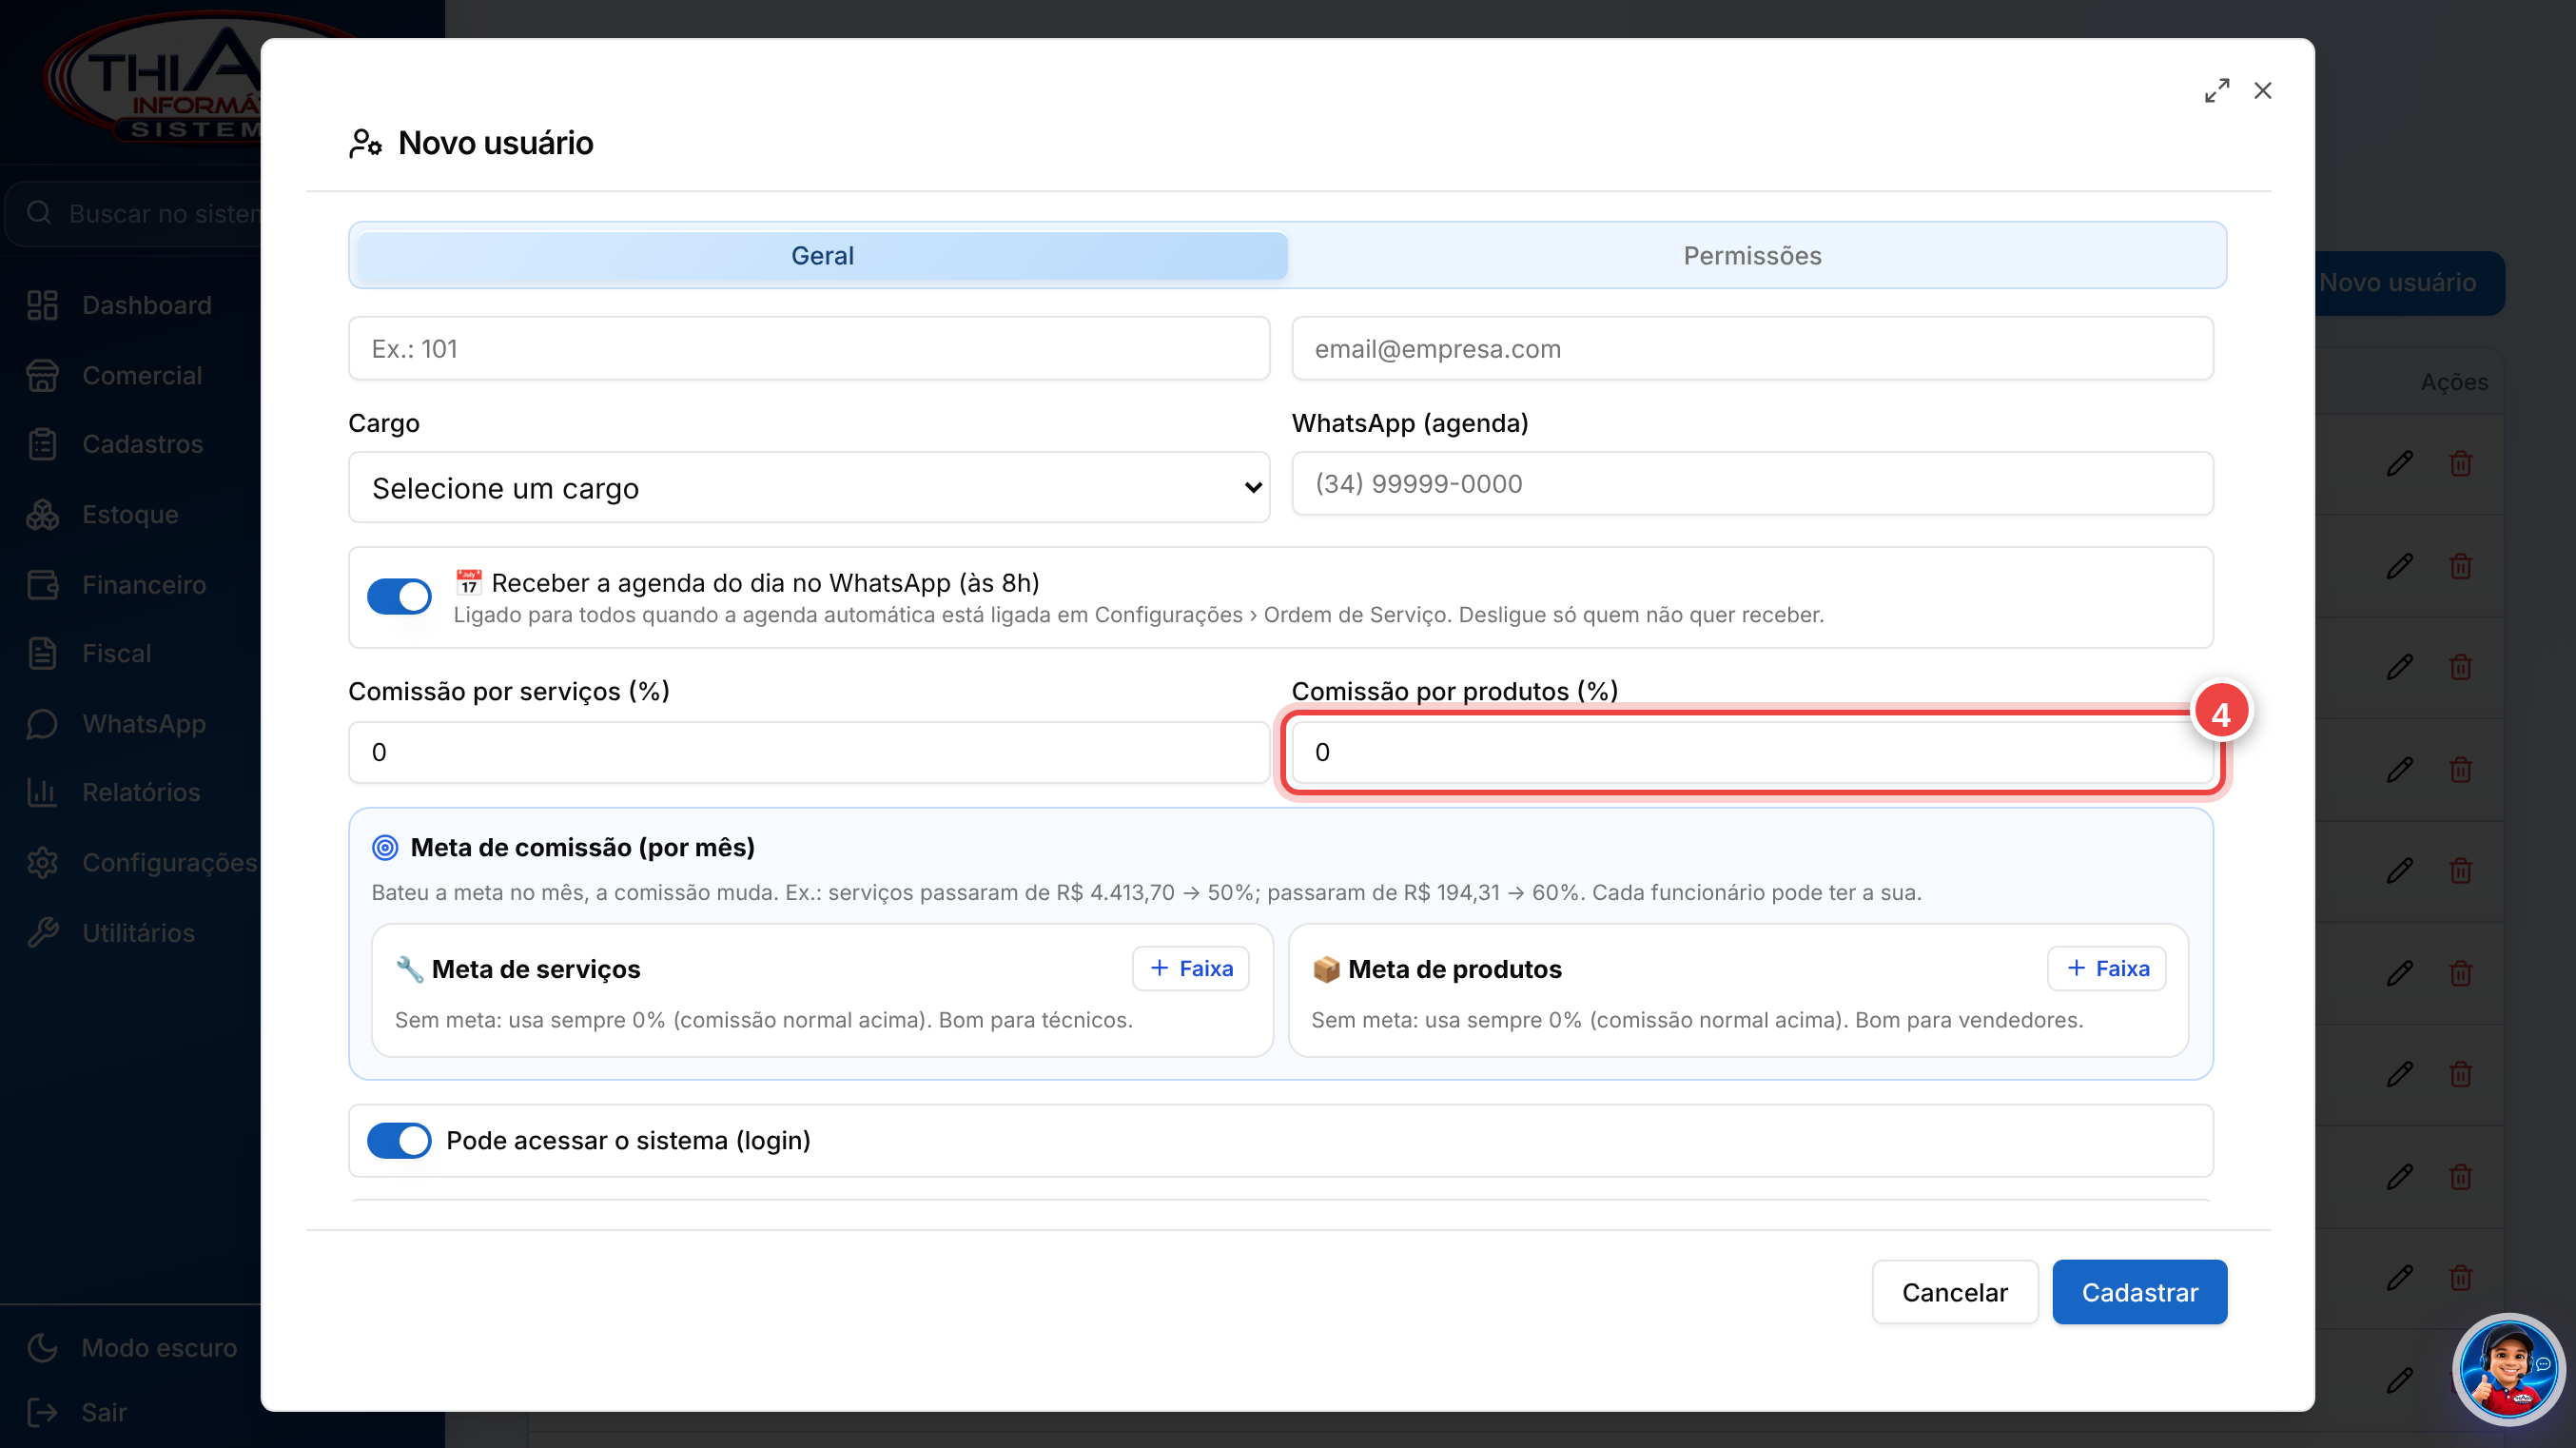 THIA
INFORMÁ
SISTEM
Novo usuário
Buscar no sister
Geral
Permissões
Novo usuário
Dashboard
Ex.: 101
email@empresa.com
Comercial
Ações
Cargo
WhatsApp (agenda)
Cadastros
Selecione um cargo
(34) 99999-0000
Estoque
📅 Receber a agenda do dia no WhatsApp (às 8h)
Financeiro
Ligado para todos quando a agenda automática está ligada em Configurações › Ordem de Serviço. Desligue só quem não quer receber.
Fiscal
Comissão por serviços (%)
Comissão por produtos (%)
4
WhatsApp
0
0
Relatórios
Meta de comissão (por mês)
Configurações
Bateu a meta no mês, a comissão muda. Ex.: serviços passaram de R$ 4.413,70 → 50%; passaram de R$ 194,31 → 60%. Cada funcionário pode ter a sua.
Utilitários
🔧 Meta de serviços
+ Faixa
📦 Meta de produtos
+ Faixa
Sem meta: usa sempre 0% (comissão normal acima). Bom para técnicos.
Sem meta: usa sempre 0% (comissão normal acima). Bom para vendedores.
Pode acessar o sistema (login)
Cancelar
Cadastrar
Modo escuro
Sair